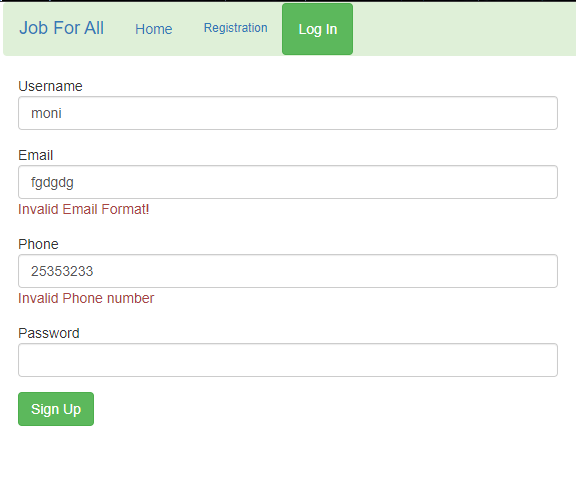 Job For All Home Registration Log In
Username
moni
Email
fgdgdg
Invalid Email Format!
Phone
25353233
Invalid Phone number
Password
Sign Up